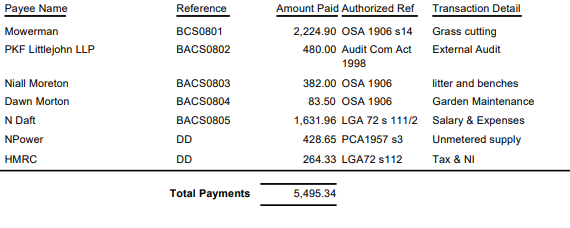 Payee Name Reference Amount Paid Authorized Ref Transaction Detail
Mowerman BCS0801 2,224.90 OSA 1906 s14 Grass cutting
PKF Littlejohn LLP BACS0802 480.00 Audit Com Act External Audit
1998
Niall Moreton BACS0803 382.00 OSA 1906 litter and benches
Dawn Morton BACS0804 83.50 OSA 1906 Garden Maintenance
N Daft BACS0805 1,631.96 LGA 72 s 111/2 Salary & Expenses
NPower DD 428.65 PCA1957 s3 Unmetered supply
HMRC DD 264.33 LGA72 s112 Tax & NI
Total Payments 5,495.34